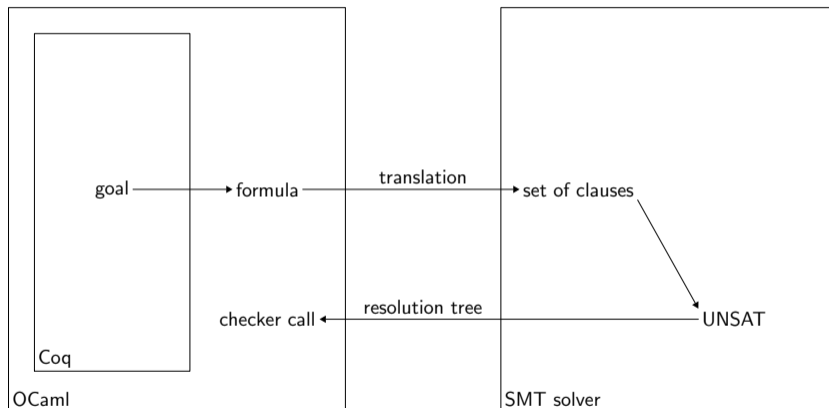 translation
goal
formula
set of clauses
resolution tree
checker call
UNSAT
Coq
OCaml
SMT solver